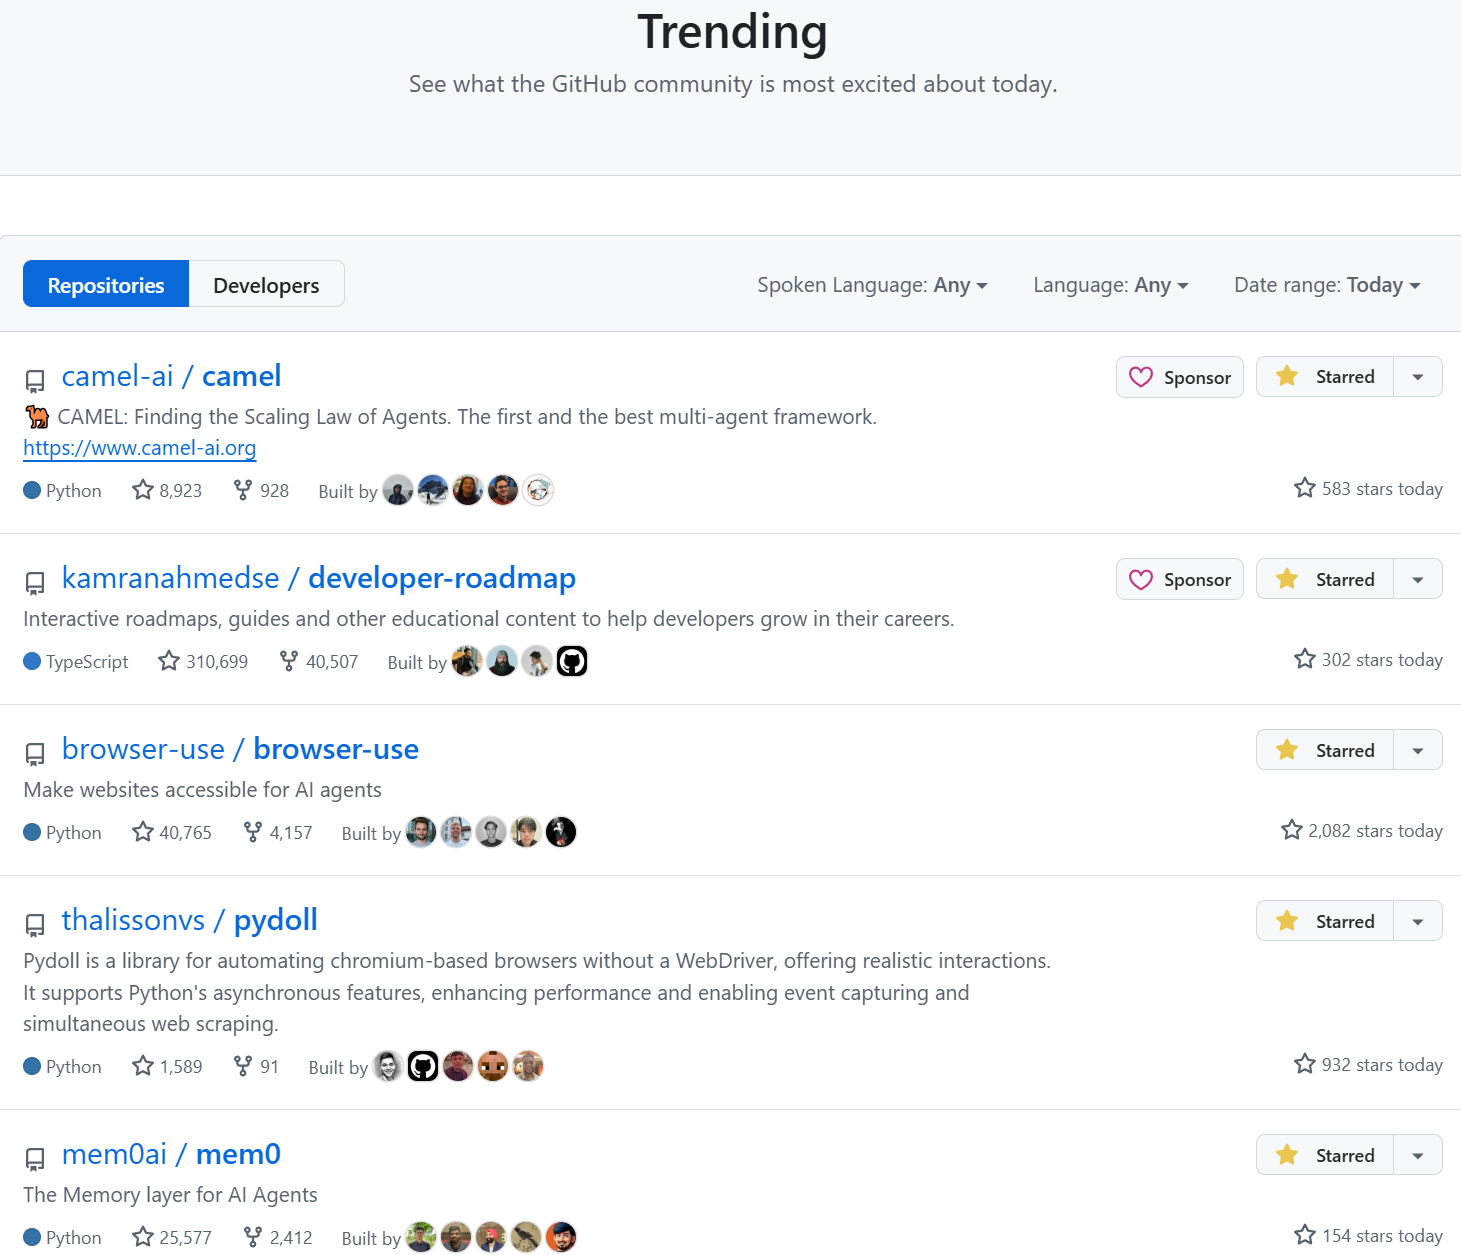 Trending
See what the GitHub community is most excited about today.
Repositories Developers Spoken Language: Any Language: Any Date range: Today
camel-ai / camel Sponsor Starred
CAMEL: Finding the Scaling Law of Agents. The first and the best multi-agent framework.
https://www.camel-ai.org
Python 8,923 928 Built by 583 stars today
kamranahmedse / developer-roadmap Sponsor Starred
Interactive roadmaps, guides and other educational content to help developers grow in their careers.
TypeScript 310,699 40,507 Built by 302 stars today
browser-use / browser-use Starred
Make websites accessible for AI agents
Python 40,765 4,157 Built by 2,082 stars today
thalissonvs / pydoll Starred
Pydoll is a library for automating chromium-based browsers without a WebDriver, offering realistic interactions.
It supports Python's asynchronous features, enhancing performance and enabling event capturing and
simultaneous web scraping.
Python 1,589 91 Built by 932 stars today
mem0ai / mem0 Starred
The Memory layer for AI Agents
Python 25,577 2,412 Built by 154 stars today